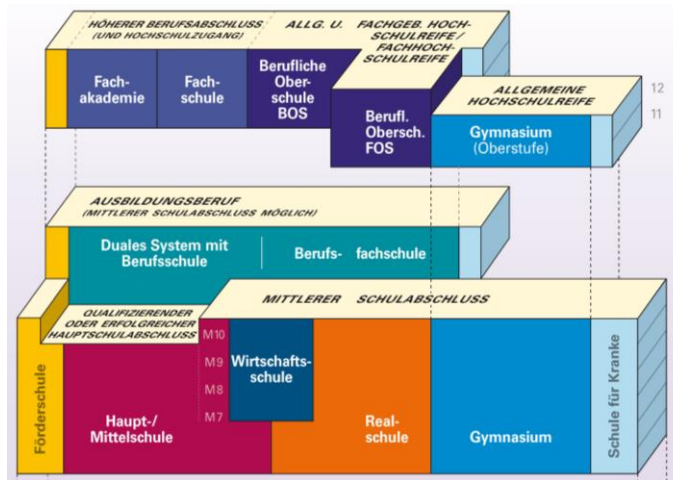 HÖHERER BERUFSABSCHLUSS
(UND HOCHSCHULZUGANG)
ALLG. U. FACHGEB. HOCH-
SCHULREIFE/
FACHHOCH-
SCHULREIFE
Fach-
akademie
Fach-
schule
Berufliche
Ober-
schule
BOS
Berufl.
Obersch.
FOS
ALLGEMEINE
HOCHSCHULREIFE
12
11
Gymnasium
(Oberstufe)
AUSBILDUNGSBERUF
(MITTLERER SCHULABSCHLUSS MÖGLICH)
Duales System mit
Berufsschule
Berufs- fachschule
QUALIFIZIERENDER
ODER ERFOLGREICHER
HAUPTSCHULABSCHLUSS
MITTLERER SCHULABSCHLUSS
Förderschule
Haupt-/
Mittelschule
M10
M9
M8
M7
Wirtschafts-
schule
Real-
schule
Gymnasium
Schule für Kranke